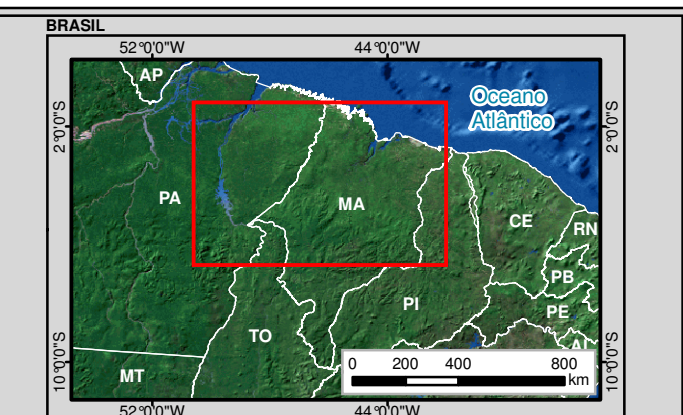 BRASIL
52°0'0"W 44°0'0"W
AP
Oceano
Atlântico
2°0'0"S 2°0'0"S
PA
MA
CE
RN
PB
PI
PE
TO
AL
MT
10°0'0"S 10°0'0"S
0 200 400 800
km
52°0'0"W 44°0'0"W